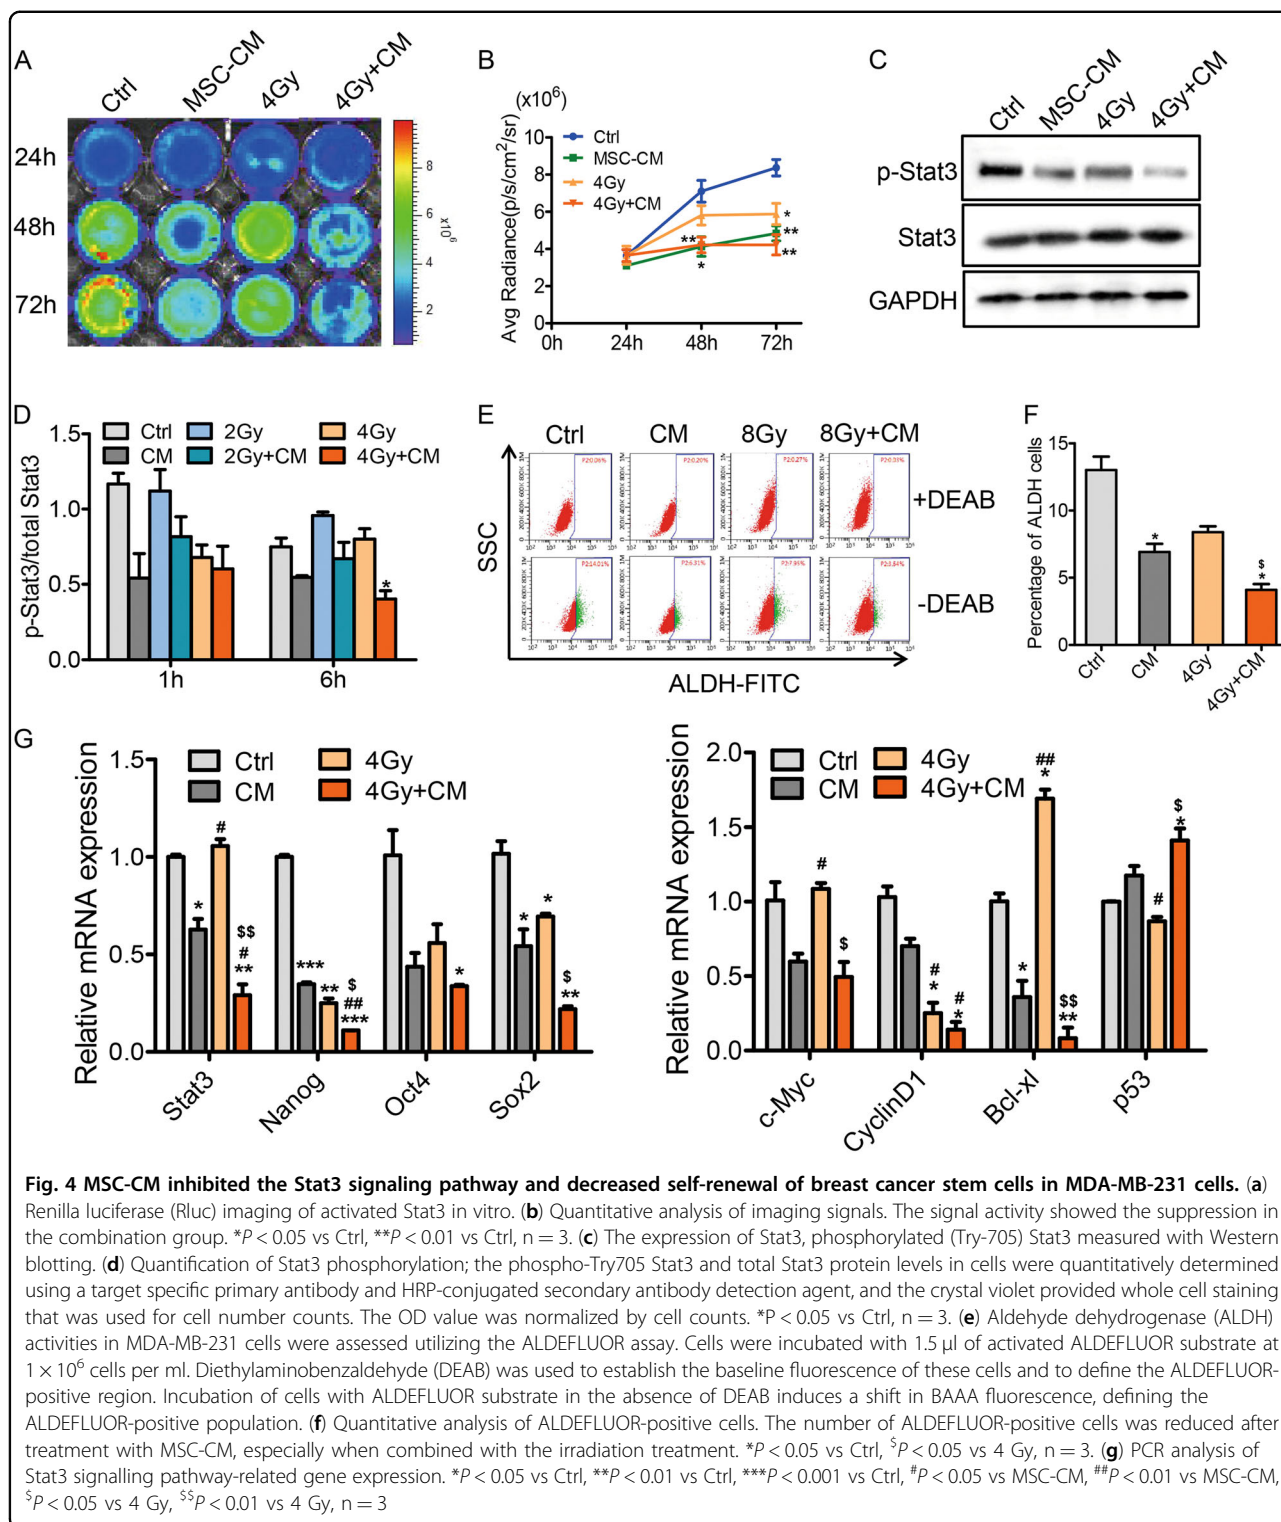 A
Ctrl
MSC-CM
4Gy
4Gy+CM
24h
48h
72h
8
6
4
2
x10⁶
B
(x10⁶)
Avg Radiance(p/s/cm²/sr)
10
8
6
4
2
0
0h 24h 48h 72h
Ctrl
MSC-CM
4Gy
4Gy+CM
**
*
*
**
**
C
Ctrl
MSC-CM
4Gy
4Gy+CM
p-Stat3
Stat3
GAPDH
D
Ctrl 2Gy 4Gy
CM 2Gy+CM 4Gy+CM
p-Stat3/total Stat3
1.5
1.0
0.5
0.0
*
1h 6h
E
Ctrl CM 8Gy 8Gy+CM
+DEAB
-DEAB
SSC
ALDH-FITC
F
Percentage of ALDH cells
15
10
5
0
*
$
*
Ctrl
CM
4Gy
4Gy+CM
G
Relative mRNA expression
1.5
1.0
0.5
0.0
Ctrl 4Gy
CM 4Gy+CM
*
#
$$
#
**
***
**
$
##
***
*
*
*
$
**
Stat3
Nanog
Oct4
Sox2
Relative mRNA expression
2.0
1.5
1.0
0.5
0.0
Ctrl 4Gy
CM 4Gy+CM
#
$
#
*
#
*
*
##
*
$$
**
#
$
*
c-Myc
CyclinD1
Bcl-xl
p53
Fig. 4 MSC-CM inhibited the Stat3 signaling pathway and decreased self-renewal of breast cancer stem cells in MDA-MB-231 cells. (a)
Renilla luciferase (Rluc) imaging of activated Stat3 in vitro. (b) Quantitative analysis of imaging signals. The signal activity showed the suppression in
the combination group. *P < 0.05 vs Ctrl, **P < 0.01 vs Ctrl, n = 3. (c) The expression of Stat3, phosphorylated (Try-705) Stat3 measured with Western
blotting. (d) Quantification of Stat3 phosphorylation; the phospho-Try705 Stat3 and total Stat3 protein levels in cells were quantitatively determined
using a target specific primary antibody and HRP-conjugated secondary antibody detection agent, and the crystal violet provided whole cell staining
that was used for cell number counts. The OD value was normalized by cell counts. *P < 0.05 vs Ctrl, n = 3. (e) Aldehyde dehydrogenase (ALDH)
activities in MDA-MB-231 cells were assessed utilizing the ALDEFLUOR assay. Cells were incubated with 1.5 µl of activated ALDEFLUOR substrate at
1 × 10⁶ cells per ml. Diethylaminobenzaldehyde (DEAB) was used to establish the baseline fluorescence of these cells and to define the ALDEFLUOR-
positive region. Incubation of cells with ALDEFLUOR substrate in the absence of DEAB induces a shift in BAAA fluorescence, defining the
ALDEFLUOR-positive population. (f) Quantitative analysis of ALDEFLUOR-positive cells. The number of ALDEFLUOR-positive cells was reduced after
treatment with MSC-CM, especially when combined with the irradiation treatment. *P < 0.05 vs Ctrl, $P < 0.05 vs 4 Gy, n = 3. (g) PCR analysis of
Stat3 signalling pathway-related gene expression. *P < 0.05 vs Ctrl, **P < 0.01 vs Ctrl, ***P < 0.001 vs Ctrl, #P < 0.05 vs MSC-CM, ##P < 0.01 vs MSC-CM,
$P < 0.05 vs 4 Gy, $$P < 0.01 vs 4 Gy, n = 3